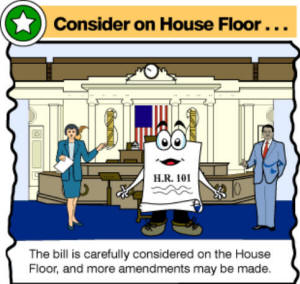 Consider on House Floor . . .
H.R. 101
The bill is carefully considered on the House
Floor, and more amendments may be made.